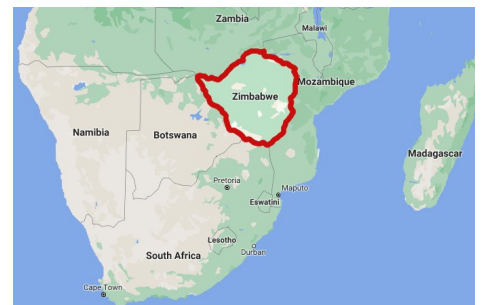 Zambia
Malawi
Mozambique
Zimbabwe
Namibia
Botswana
Madagascar
Pretoria
Maputo
Eswatini
Lesotho
Durban
South Africa
Cape Town